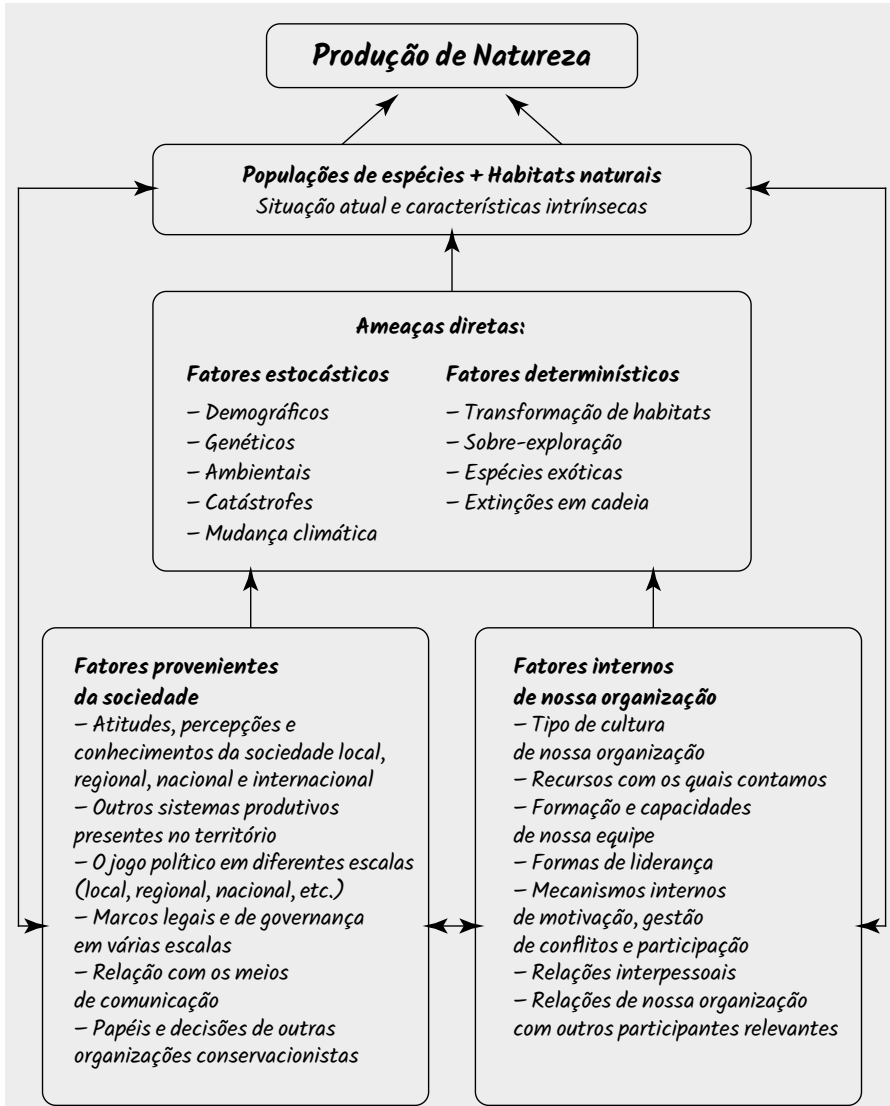 Produção de Natureza
Populações de espécies + Habitats naturais
Situação atual e características intrínsecas
Ameaças diretas:
Fatores estocásticos
– Demográficos
– Genéticos
– Ambientais
– Catástrofes
– Mudança climática
Fatores determinísticos
– Transformação de habitats
– Sobre-exploração
– Espécies exóticas
– Extinções em cadeia
Fatores provenientes
da sociedade
– Atitudes, percepções e
conhecimentos da sociedade local,
regional, nacional e internacional
– Outros sistemas produtivos
presentes no território
– O jogo político em diferentes escalas
(local, regional, nacional, etc.)
– Marcos legais e de governança
em várias escalas
– Relação com os meios
de comunicação
– Papéis e decisões de outras
organizações conservacionistas
Fatores internos
de nossa organização
– Tipo de cultura
de nossa organização
– Recursos com os quais contamos
– Formação e capacidades
de nossa equipe
– Formas de liderança
– Mecanismos internos
de motivação, gestão
de conflitos e participação
– Relações interpessoais
– Relações de nossa organização
com outros participantes relevantes